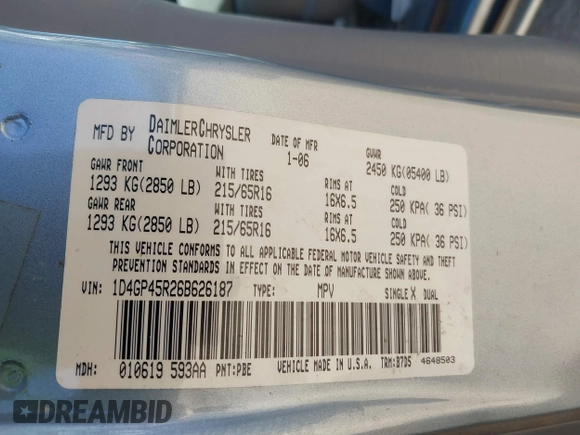 MFD BY DAIMLERCHRYSLER CORPORATION DATE OF MFR 1-06 GVWR 2450 KG(05400 LB)
GAWR FRONT WITH TIRES RIMS AT COLD
1293 KG(2850 LB) 215/65R16 16X6.5 250 KPA( 36 PSI)
GAWR REAR WITH TIRES RIMS AT COLD
1293 KG(2850 LB) 215/65R16 16X6.5 250 KPA( 36 PSI)
THIS VEHICLE CONFORMS TO ALL APPLICABLE FEDERAL MOTOR VEHICLE SAFETY AND THEFT
PREVENTION STANDARDS IN EFFECT ON THE DATE OF MANUFACTURE SHOWN ABOVE.
VIN: 1D4GP45R26B626187 TYPE: MPV SINGLE X DUAL
MDH: 010619 593AA PNT:PBE VEHICLE MADE IN U.S.A. TRM:B7D5 4648503
DREAMBID